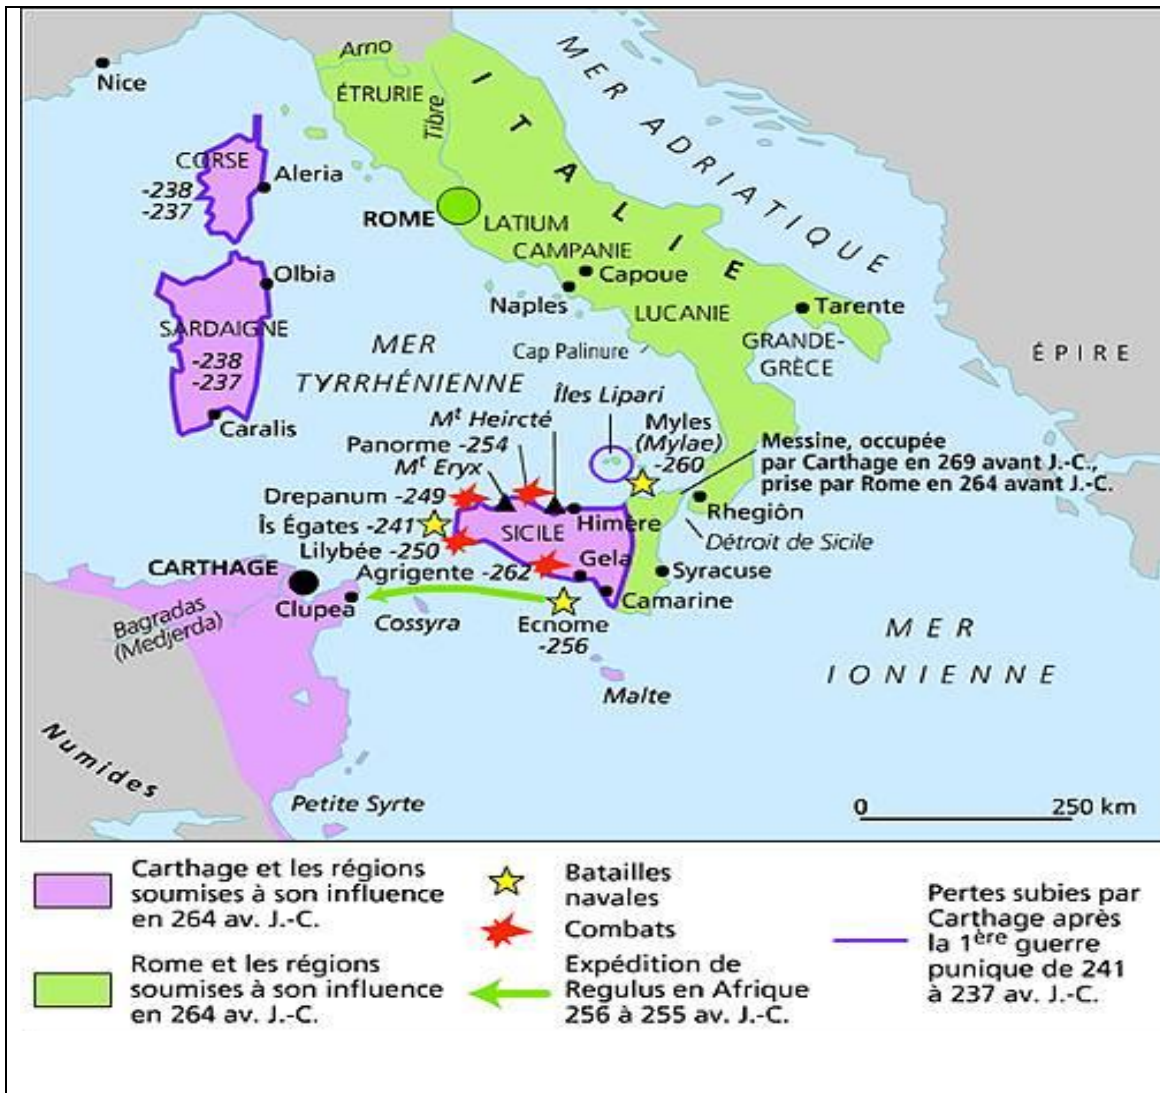 Nice
Arno
ÉTRURIE
Tibre
ITALIE
MER ADRIATIQUE
CORSE
-238
-237
Aleria
ROME
LATIUM
CAMPANIE
Capoue
Naples
Olbia
SARDAIGNE
-238
-237
Caralis
MER
TYRRHÉNIENNE
LUCANIE
Tarente
GRANDE-
GRÈCE
Cap Palinure
ÉPIRE
Îles Lipari
Mt Heircté
Panorme -254
Mt Eryx
Myles
(Mylae)
-260
Messine, occupée
par Carthage en 269 avant J.-C.,
prise par Rome en 264 avant J.-C.
Drepanum -249
Îs Égates -241
Lilybée -250
SICILE
Himère
Rhegiôn
Détroit de Sicile
CARTHAGE
Agrigente -262
Gela
Syracuse
Clupea
Camarine
Bagradas
(Medjerda)
Cossyra
Ecnome
-256
MER
IONIENNE
Malte
Numides
Petite Syrte
0 250 km
Carthage et les régions
soumises à son influence
en 264 av. J.-C.
Rome et les régions
soumises à son influence
en 264 av. J.-C.
Batailles
navales
Combats
Expédition de
Regulus en Afrique
256 à 255 av. J.-C.
Pertes subies par
Carthage après
la 1ère guerre
punique de 241
à 237 av. J.-C.